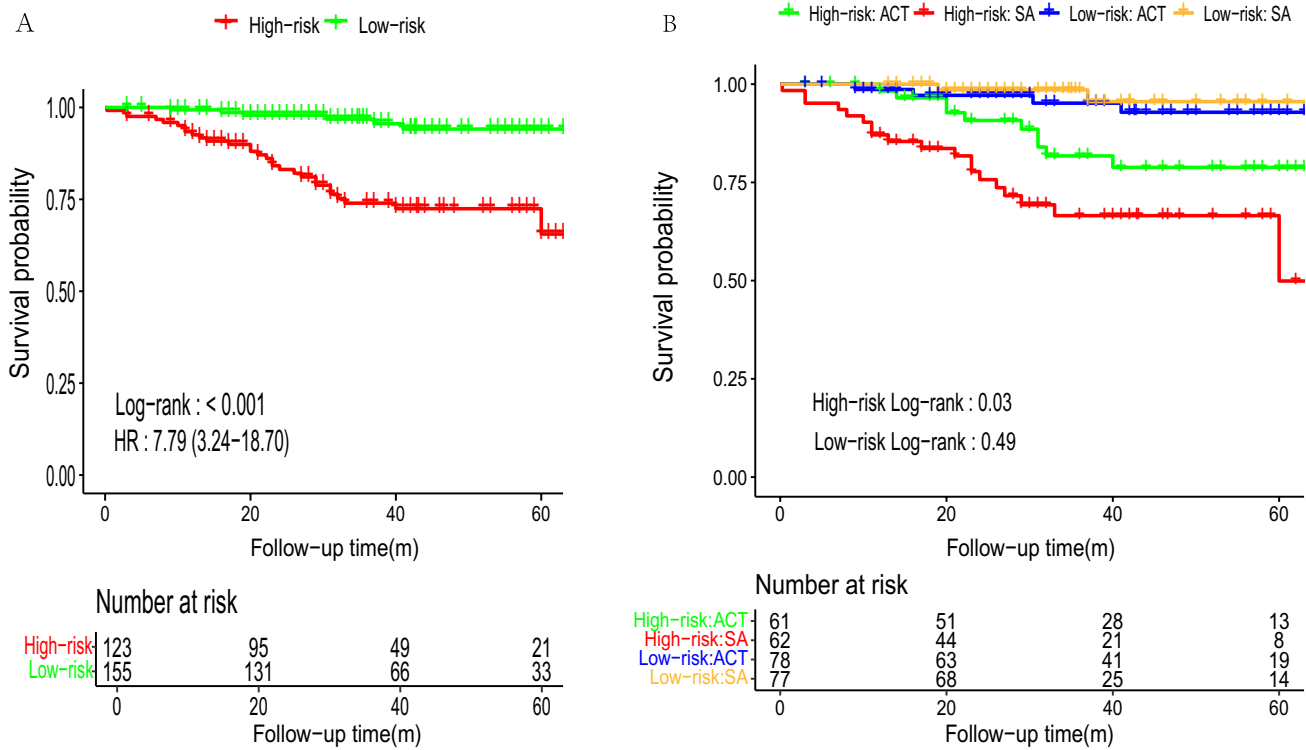 A
High-risk Low-risk
1.00
0.75
0.50
0.25
0.00
Survival probability
Log-rank : < 0.001
HR : 7.79 (3.24-18.70)
0 20 40 60
Follow-up time(m)
Number at risk
High-risk 123 95 49 21
Low-risk 155 131 66 33
0 20 40 60
Follow-up time(m)
B
High-risk: ACT High-risk: SA Low-risk: ACT Low-risk: SA
1.00
0.75
0.50
0.25
0.00
Survival probability
High-risk Log-rank : 0.03
Low-risk Log-rank : 0.49
0 20 40 60
Follow-up time(m)
Number at risk
High-risk:ACT 61 51 28 13
High-risk:SA 62 44 21 8
Low-risk:ACT 78 63 41 19
Low-risk:SA 77 68 25 14
0 20 40 60
Follow-up time(m)